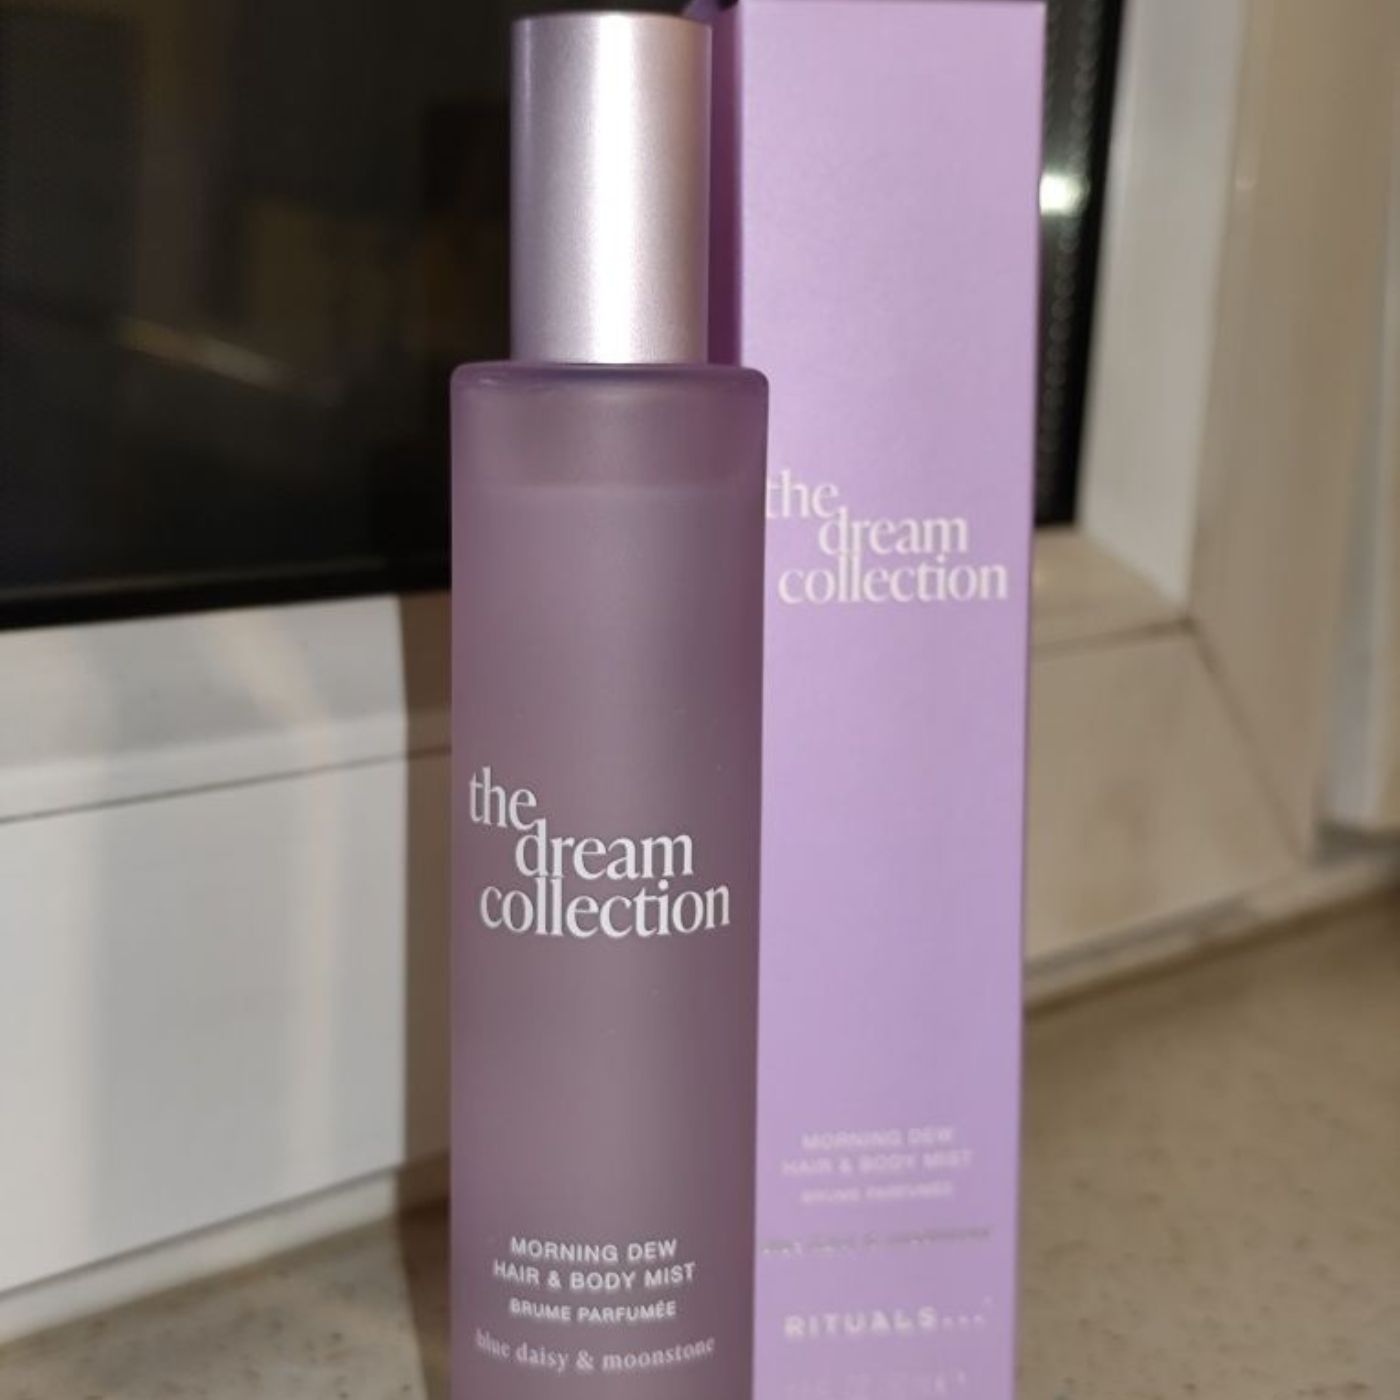 the
dream
collection
MORNING DEW
HAIR & BODY MIST
BRUME PARFUMÉE
blue daisy & moonstone
the
dream
collection
MORNING DEW
HAIR & BODY MIST
BRUME PARFUMÉE
RITUALS...